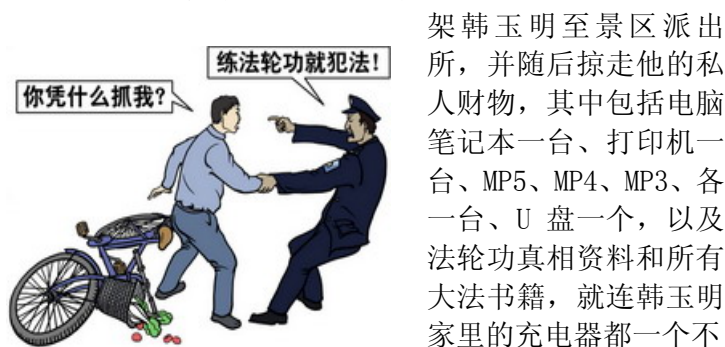 练法轮功就犯法！
你凭什么抓我？
架韩玉明至景区派出
所，并随后掠走他的私
人财物，其中包括电脑
笔记本一台、打印机一
台、MP5、MP4、MP3、各
一台、U 盘一个，以及
法轮功真相资料和所有
大法书籍，就连韩玉明
家里的充电器都一个不